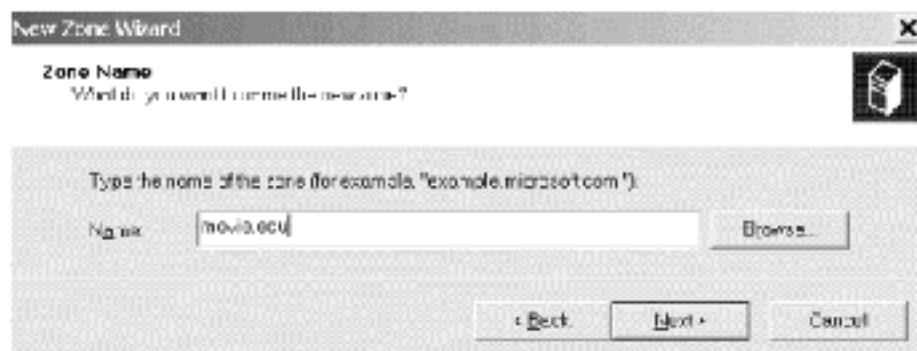 New Zone Wizard
Zone Name
What do you want to name the new zone?
Type the name of the zone (for example, "example.microsoft.com"):
Name:
movie.edu
Browse...
< Back
Next >
Cancel